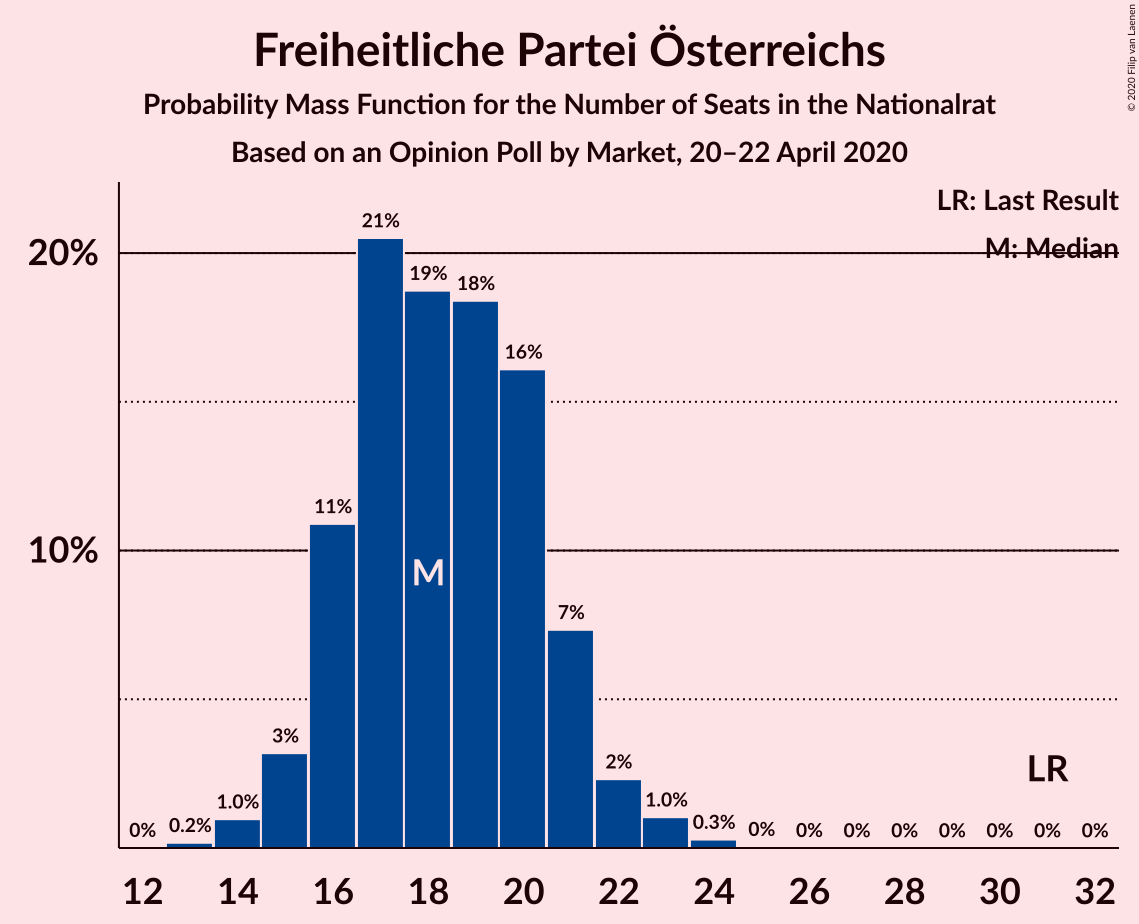 Freiheitliche Partei Österreichs
Probability Mass Function for the Number of Seats in the Nationalrat
Based on an Opinion Poll by Market, 20–22 April 2020
© 2020 Filip van Laenen
LR: Last Result
M: Median
20%
10%
0%
0.2%
1.0%
3%
11%
21%
19%
18%
16%
7%
2%
1.0%
0.3%
0%
0%
0%
0%
0%
0%
0%
0%
M
LR
12 14 16 18 20 22 24 26 28 30 32